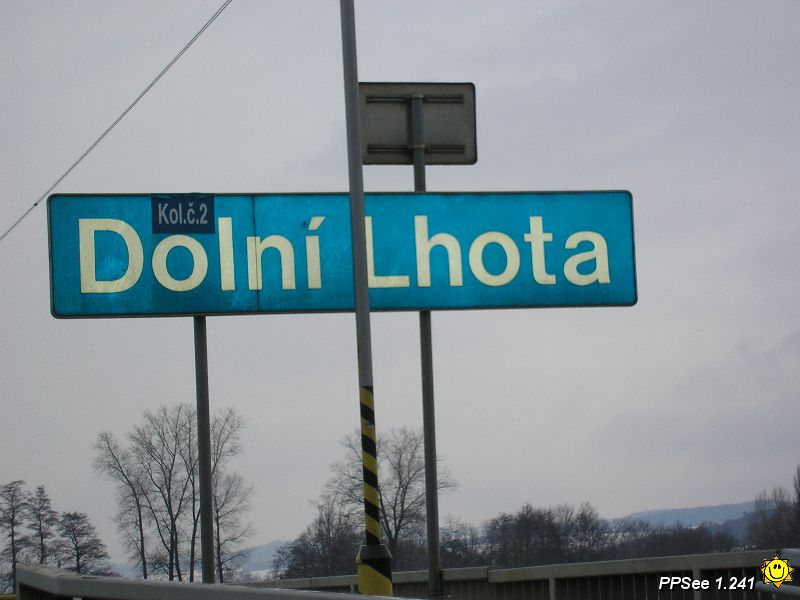 Kol.č.2
Dolní Lhota
PPSee 1.241